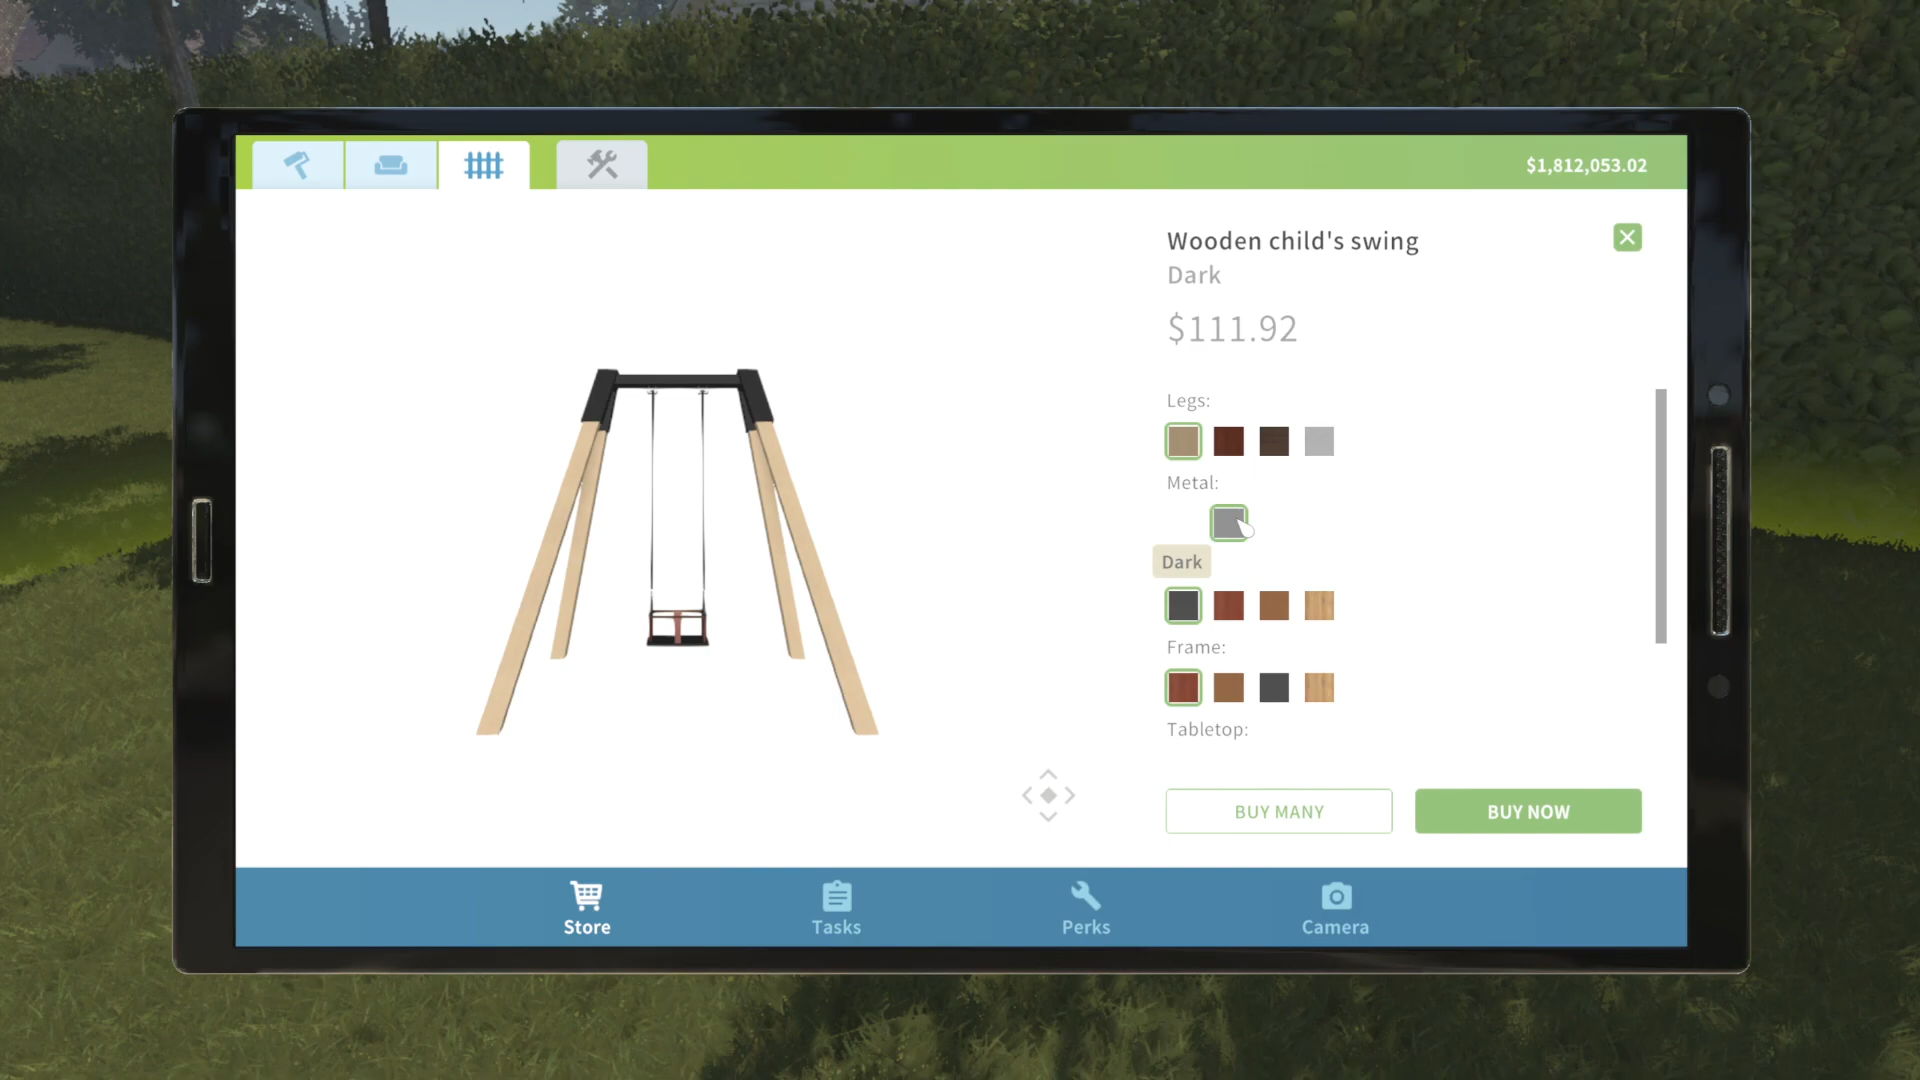 $1,812,053.02
Wooden child's swing
Dark
$111.92
Legs:
Metal:
Dark
Frame:
Tabletop:
BUY MANY
BUY NOW
Store
Tasks
Perks
Camera